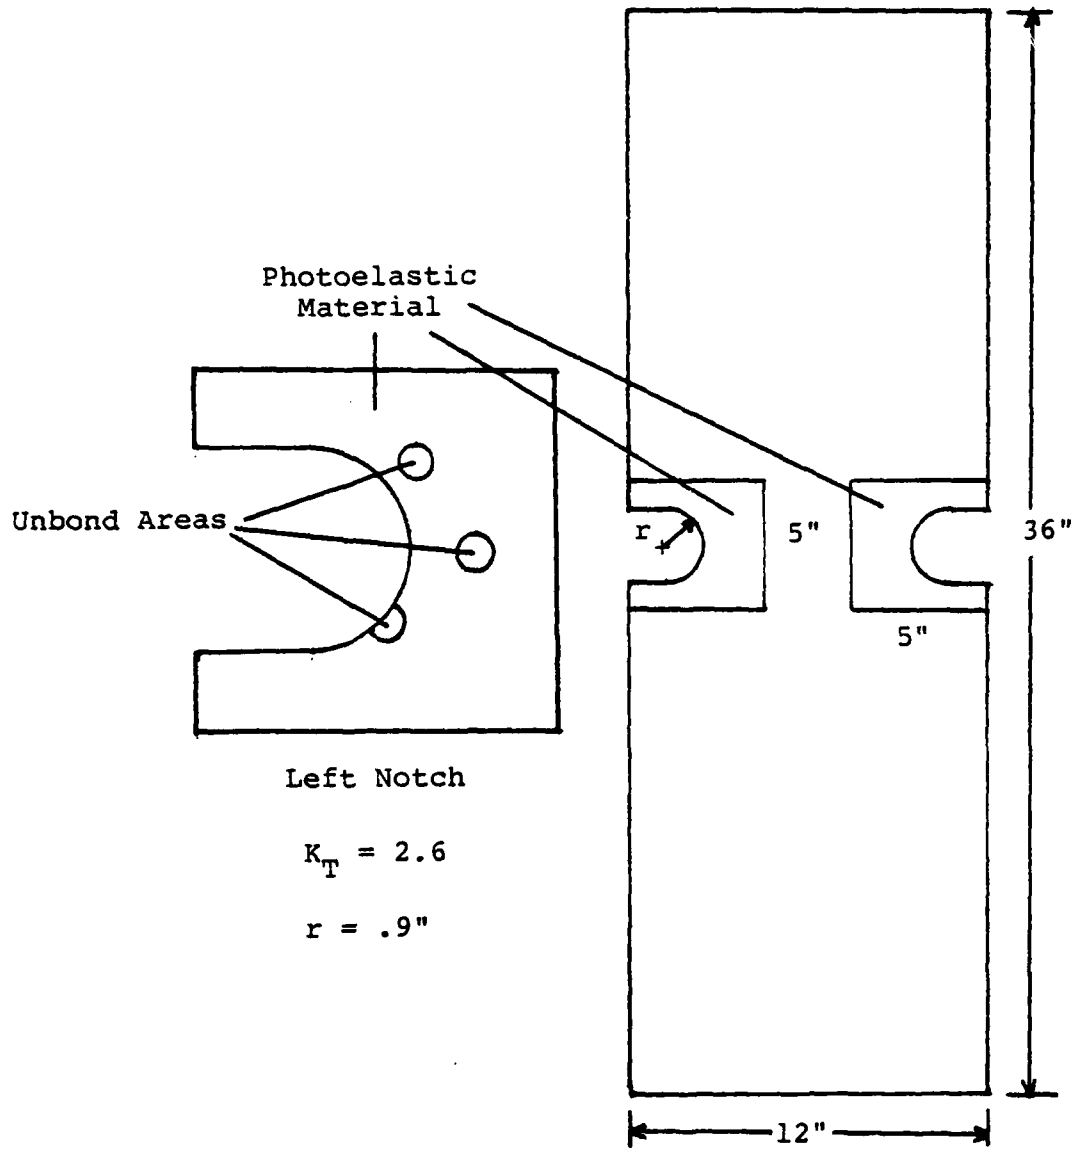 Photoelastic
Material
Unbond Areas
r
5"
36"
5"
Left Notch
K_T = 2.6
r = .9"
12"